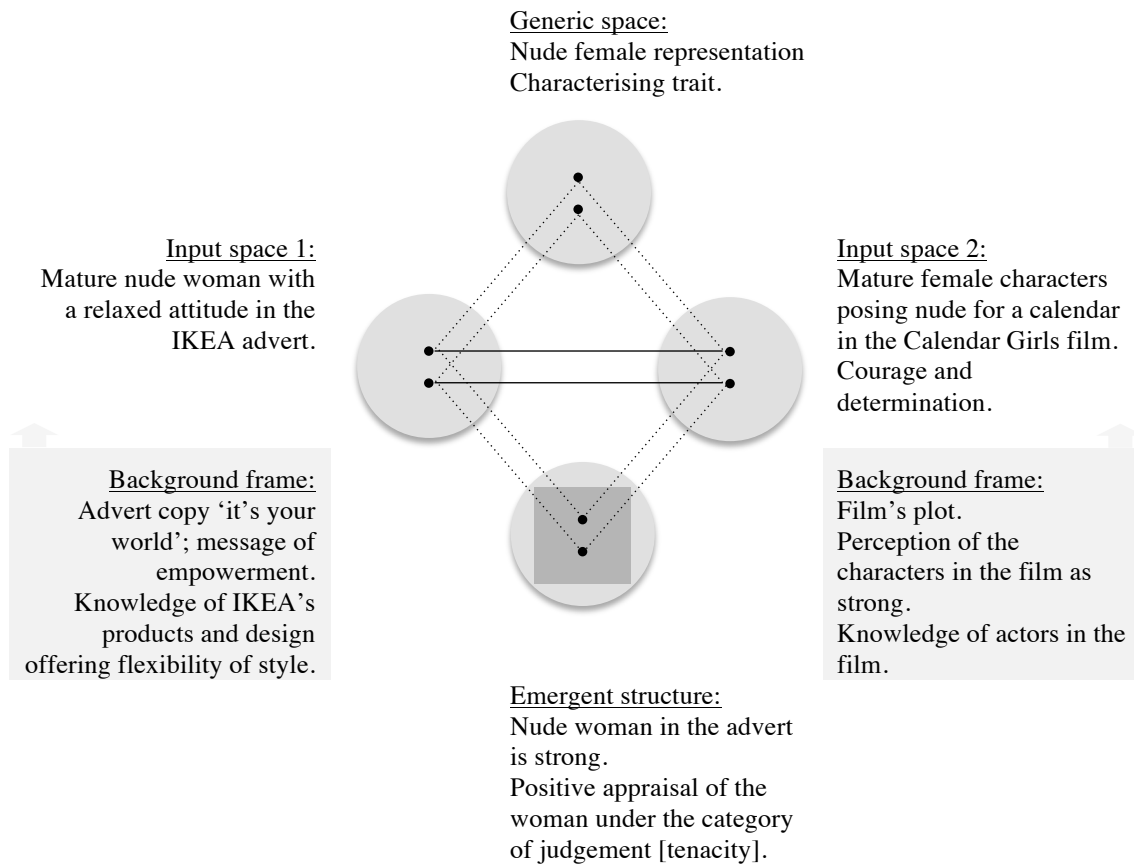 Generic space:
Nude female representation
Characterising trait.
Input space 1:
Mature nude woman with
a relaxed attitude in the
IKEA advert.
Input space 2:
Mature female characters
posing nude for a calendar
in the Calendar Girls film.
Courage and
determination.
Background frame:
Advert copy ‘it’s your
world’; message of
empowerment.
Knowledge of IKEA’s
products and design
offering flexibility of style.
Background frame:
Film’s plot.
Perception of the
characters in the film as
strong.
Knowledge of actors in the
film.
Emergent structure:
Nude woman in the advert
is strong.
Positive appraisal of the
woman under the category
of judgement [tenacity].